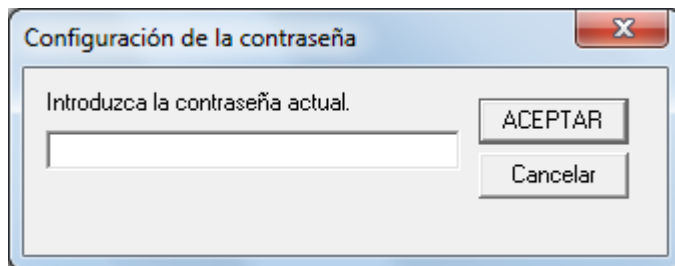 Configuración de la contraseña
Introduzca la contraseña actual.
ACEPTAR
Cancelar